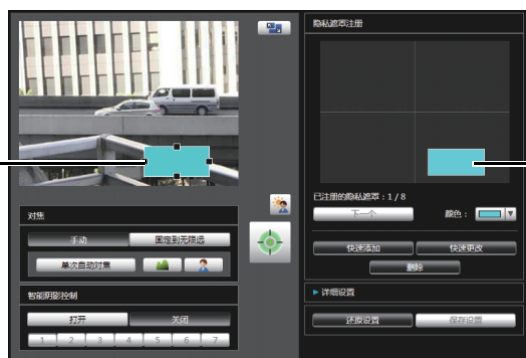 隐私遮罩注册
已注册的隐私遮罩：1 / 8
下一个
颜色：
快速添加
快速更改
删除
详细设置
还原设置
保存设置
对焦
手动
固定到无限远
单次自动对焦
智能阴影控制
打开
关闭
1 2 3 4 5 6 7